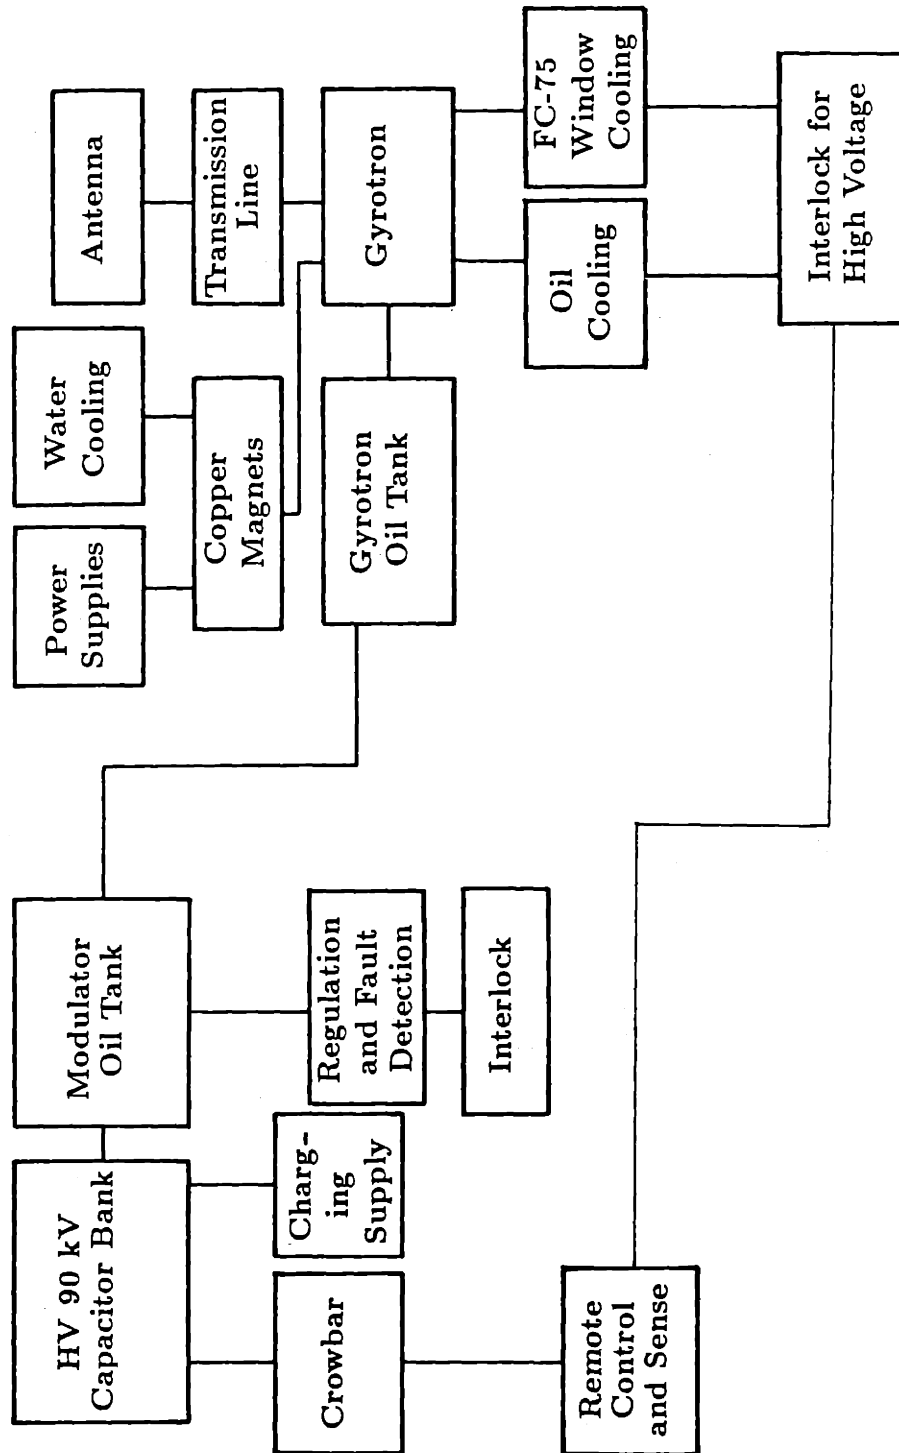 HV 90 kV
Capacitor Bank
Modulator
Oil Tank
Power
Supplies
Water
Cooling
Antenna
Copper
Magnets
Transmission
Line
Crowbar
Charg-
ing
Supply
Regulation
and Fault
Detection
Gyrotron
Oil Tank
Gyrotron
Interlock
Oil
Cooling
FC-75
Window
Cooling
Remote
Control
and Sense
Interlock for
High Voltage